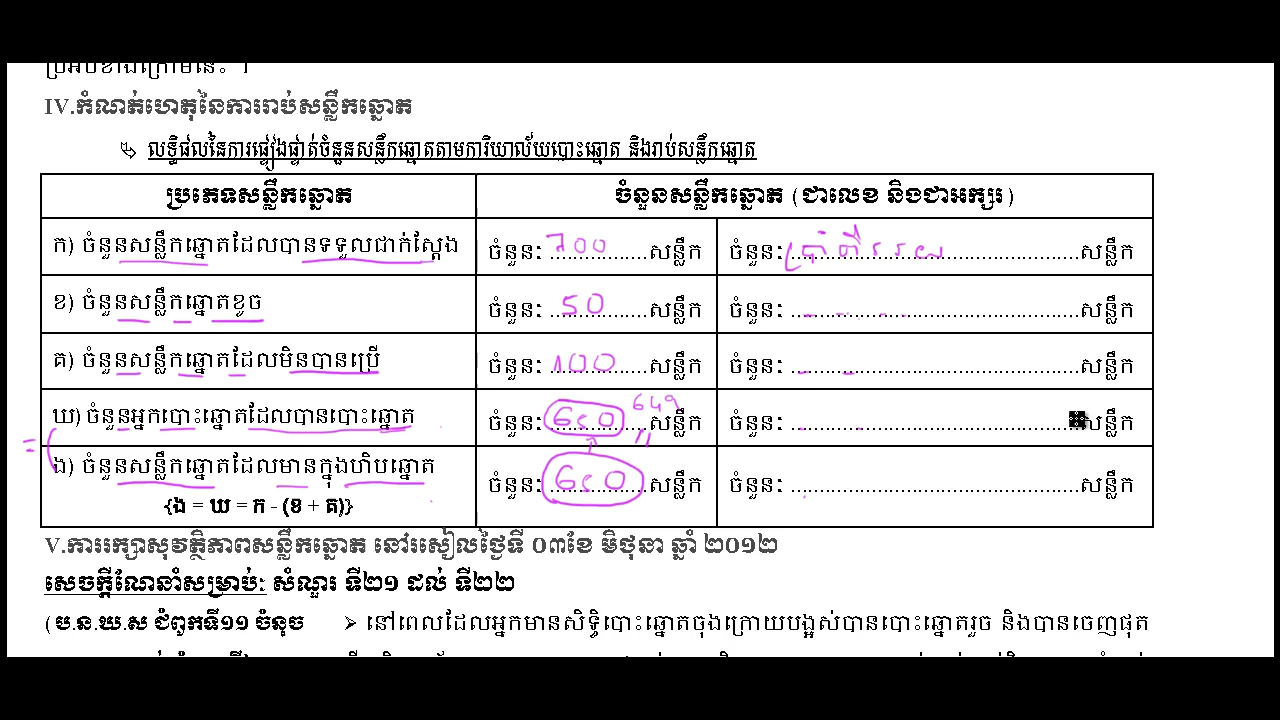 IV.កំណត់ហេតុនៃការរាប់សន្លឹកឆ្នោត
លទ្ធិផលនៃការផ្ទៀងផ្ទាត់ចំនួនសន្លឹកឆ្នោតតាមការិយាល័យបោះឆ្នោត និងរាប់សន្លឹកឆ្នោត
ប្រភេទសន្លឹកឆ្នោត ចំនួនសន្លឹកឆ្នោត (ជាលេខ និងជាអក្សរ)
ក) ចំនួនសន្លឹកឆ្នោតដែលបានទទួលជាក់ស្តែង ចំនួនៈ 700 សន្លឹក ចំនួនៈ ប្រាំពីររយ សន្លឹក
ខ) ចំនួនសន្លឹកឆ្នោតខូច ចំនួនៈ 50 សន្លឹក ចំនួនៈ ................ សន្លឹក
គ) ចំនួនសន្លឹកឆ្នោតដែលមិនបានប្រើ ចំនួនៈ 100 សន្លឹក ចំនួនៈ ................ សន្លឹក
ឃ) ចំនួនអ្នកបោះឆ្នោតដែលបានបោះឆ្នោត ចំនួនៈ 650 649 សន្លឹក ចំនួនៈ ................ សន្លឹក
= ង) ចំនួនសន្លឹកឆ្នោតដែលមានក្នុងហិបឆ្នោត ចំនួនៈ 650 សន្លឹក ចំនួនៈ ................ សន្លឹក
{ង = ឃ = ក - (ខ + គ)}
V.ការរក្សាសុវត្ថិភាពសន្លឹកឆ្នោត នៅរសៀលថ្ងៃទី ០៣ខែ មិថុនា ឆ្នាំ ២០១២
សេចក្តីណែនាំសម្រាប់ៈ សំណួរ ទី២១ ដល់ ទី២២
(ប.ន.ឃ.ស ជំពូកទី១១ ចំនុច ➢ នៅពេលដែលអ្នកមានសិទ្ធិបោះឆ្នោតចុងក្រោយបង្អស់បានបោះឆ្នោតរួច និងបានចេញផុត